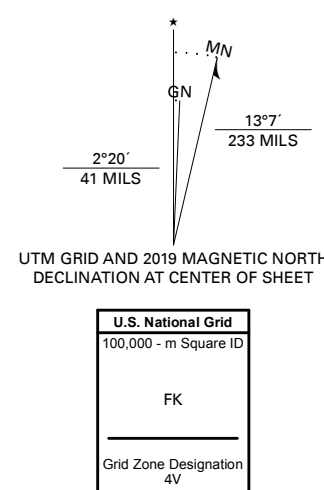 ★
MN
GN
13°7´
233 MILS
2°20´
41 MILS
UTM GRID AND 2019 MAGNETIC NORTH
DECLINATION AT CENTER OF SHEET
U.S. National Grid
100,000 - m Square ID
FK
Grid Zone Designation
4V